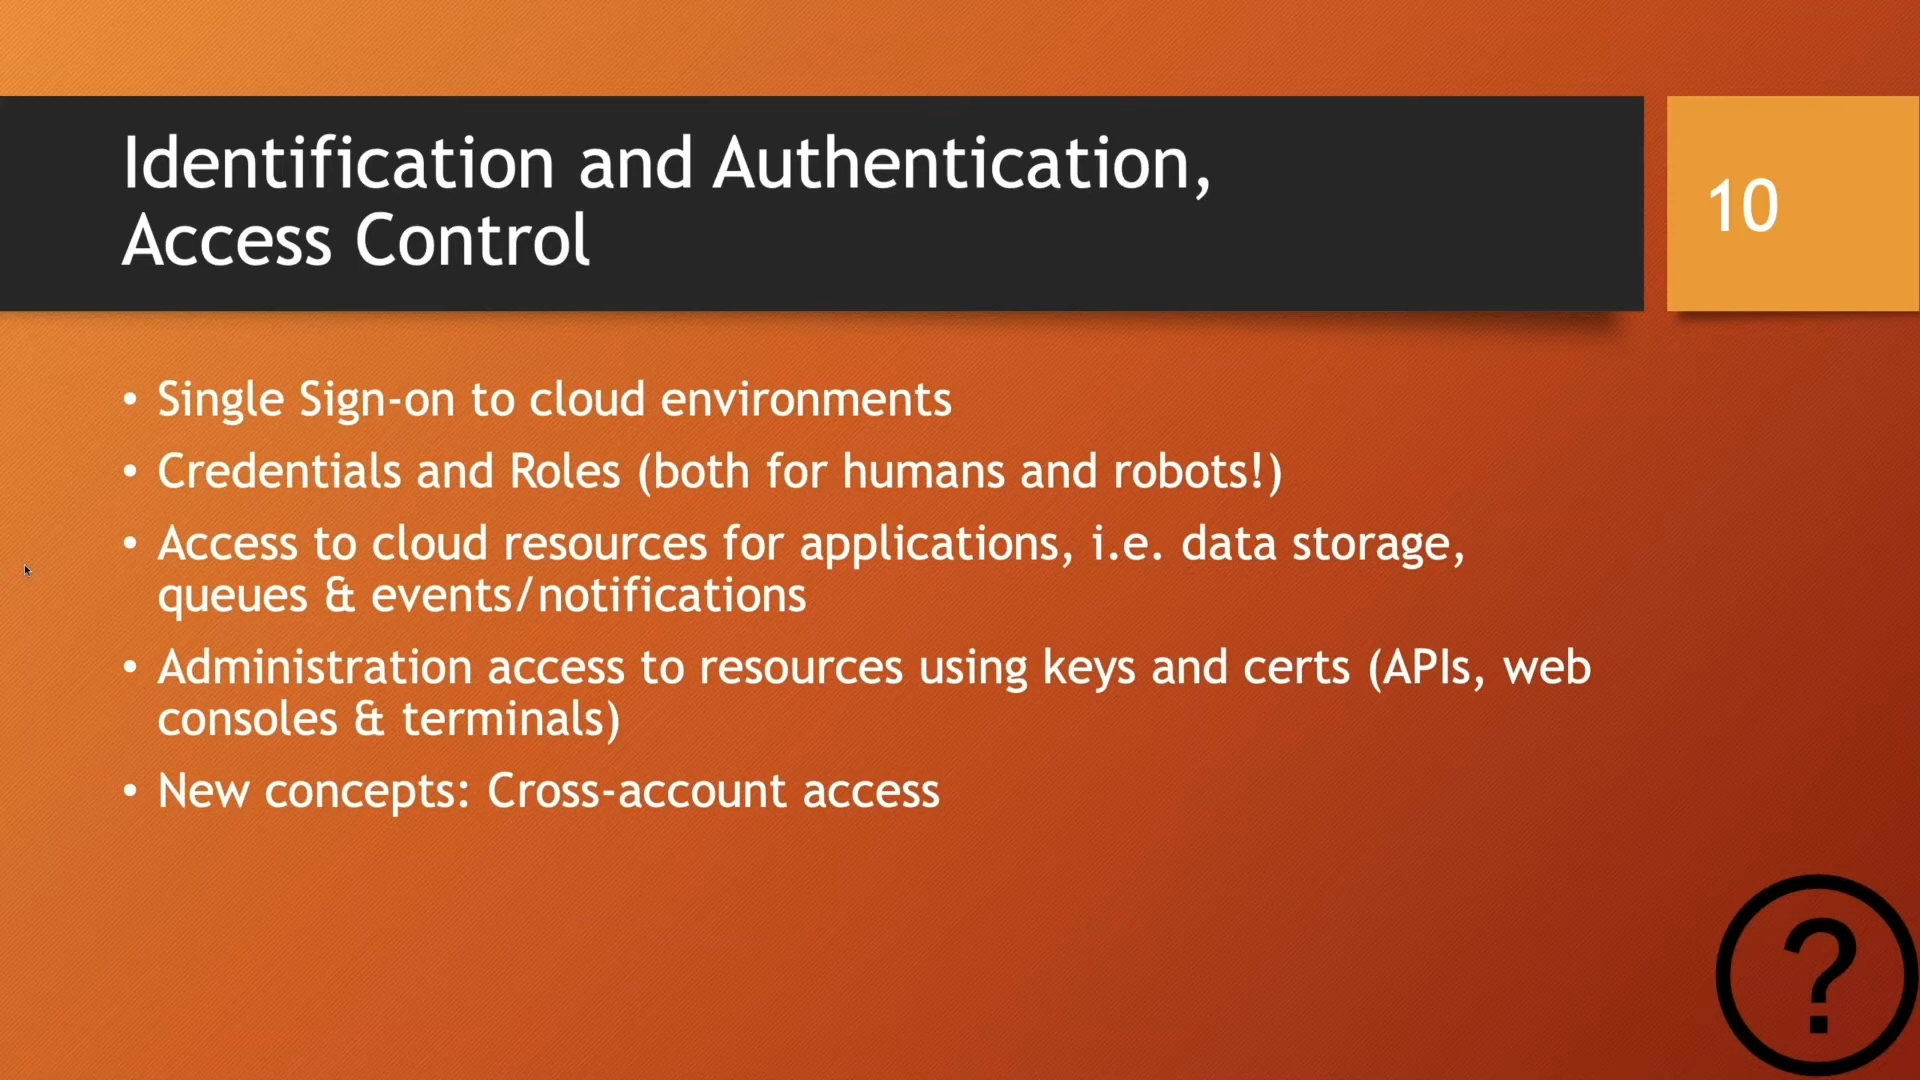 Identification and Authentication,
Access Control
10
• Single Sign-on to cloud environments
• Credentials and Roles (both for humans and robots!)
• Access to cloud resources for applications, i.e. data storage,
queues & events/notifications
• Administration access to resources using keys and certs (APIs, web
consoles & terminals)
• New concepts: Cross-account access
?